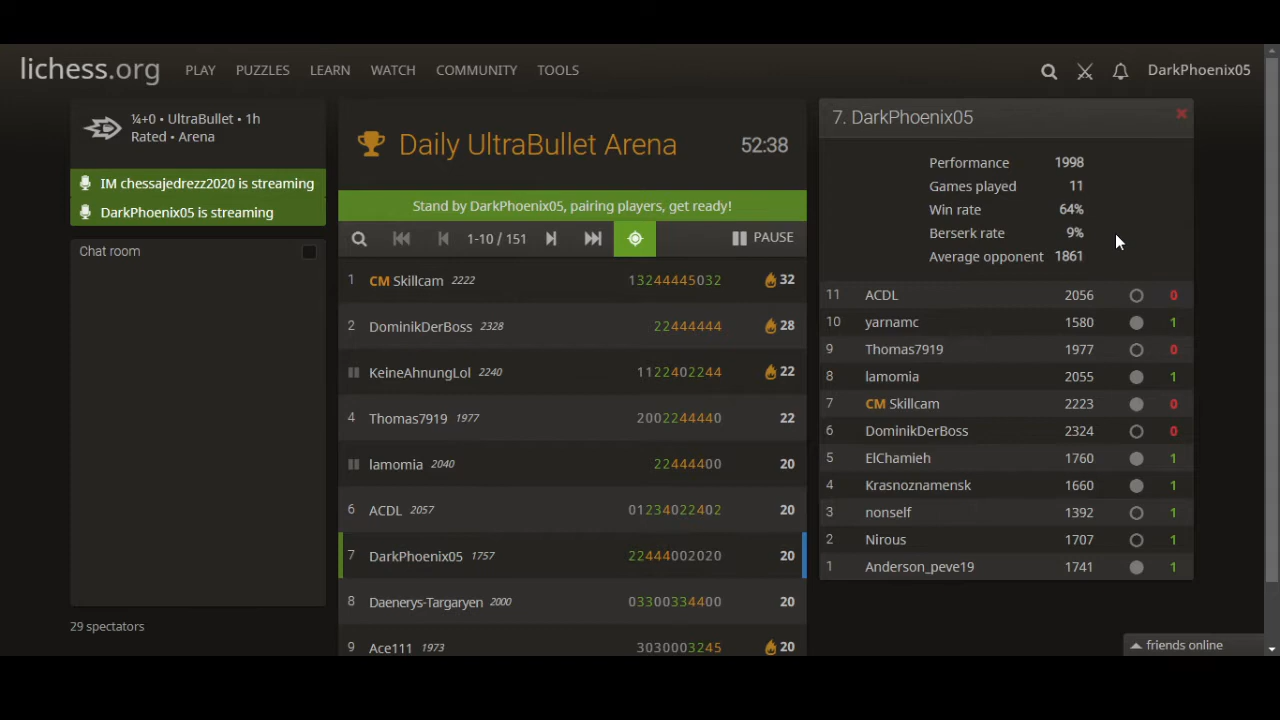 lichess.org PLAY PUZZLES LEARN WATCH COMMUNITY TOOLS DarkPhoenix05
¼+0 • UltraBullet • 1h
Rated • Arena
IM chessajedrezz2020 is streaming
DarkPhoenix05 is streaming
Chat room
29 spectators
Daily UltraBullet Arena 52:38
Stand by DarkPhoenix05, pairing players, get ready!
1-10 / 151 PAUSE
1 CM Skillcam 2222 13244445032 32
2 DominikDerBoss 2328 22444444 28
KeineAhnungLol 2240 1122402244 22
4 Thomas7919 1977 2002244440 22
lamomia 2040 22444400 20
6 ACDL 2057 01234022402 20
7 DarkPhoenix05 1757 22444002020 20
8 Daenerys-Targaryen 2000 03300334400 20
9 Ace111 1973 3030003245 20
7. DarkPhoenix05
Performance 1998
Games played 11
Win rate 64%
Berserk rate 9%
Average opponent 1861
11 ACDL 2056 0
10 yarnamc 1580 1
9 Thomas7919 1977 0
8 lamomia 2055 1
7 CM Skillcam 2223 0
6 DominikDerBoss 2324 0
5 ElChamieh 1760 1
4 Krasnoznamensk 1660 1
3 nonself 1392 1
2 Nirous 1707 1
1 Anderson_peve19 1741 1
friends online